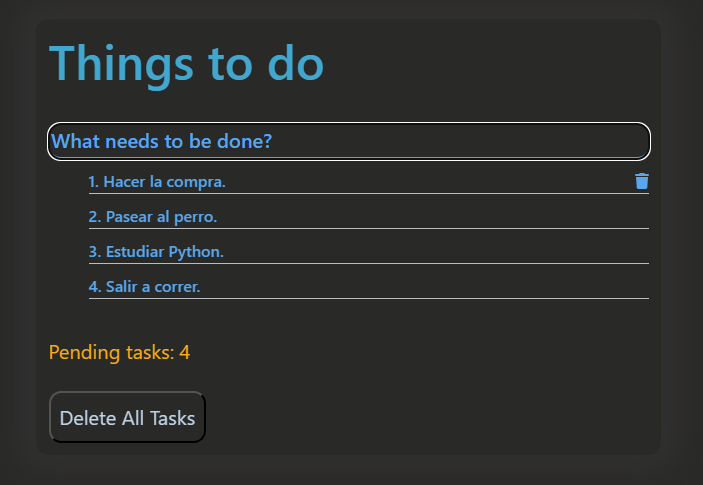 Things to do
What needs to be done?
1. Hacer la compra.
2. Pasear al perro.
3. Estudiar Python.
4. Salir a correr.
Pending tasks: 4
Delete All Tasks